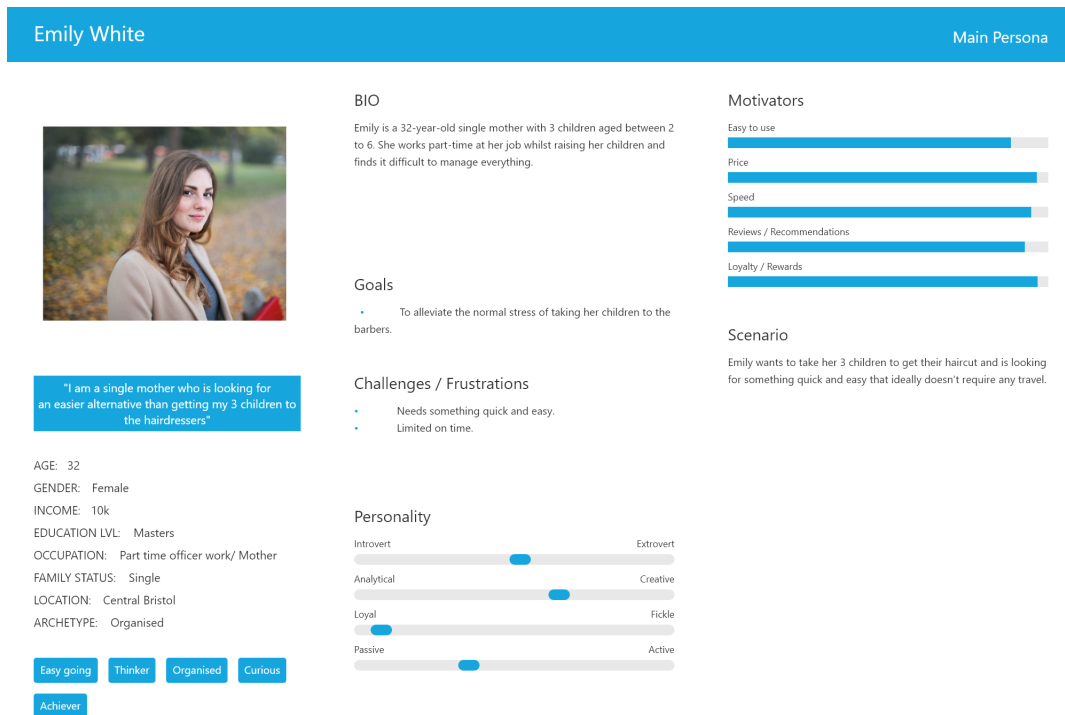 Emily White
Main Persona
"I am a single mother who is looking for
an easier alternative than getting my 3 children to
the hairdressers"
AGE: 32
GENDER: Female
INCOME: 10k
EDUCATION LVL: Masters
OCCUPATION: Part time officer work/ Mother
FAMILY STATUS: Single
LOCATION: Central Bristol
ARCHETYPE: Organised
Easy going
Thinker
Organised
Curious
Achiever
BIO
Emily is a 32-year-old single mother with 3 children aged between 2
to 6. She works part-time at her job whilst raising her children and
finds it difficult to manage everything.
Goals
• To alleviate the normal stress of taking her children to the
barbers.
Challenges / Frustrations
• Needs something quick and easy.
• Limited on time.
Personality
Introvert Extrovert
Analytical Creative
Loyal Fickle
Passive Active
Motivators
Easy to use
Price
Speed
Reviews / Recommendations
Loyalty / Rewards
Scenario
Emily wants to take her 3 children to get their haircut and is looking
for something quick and easy that ideally doesn't require any travel.